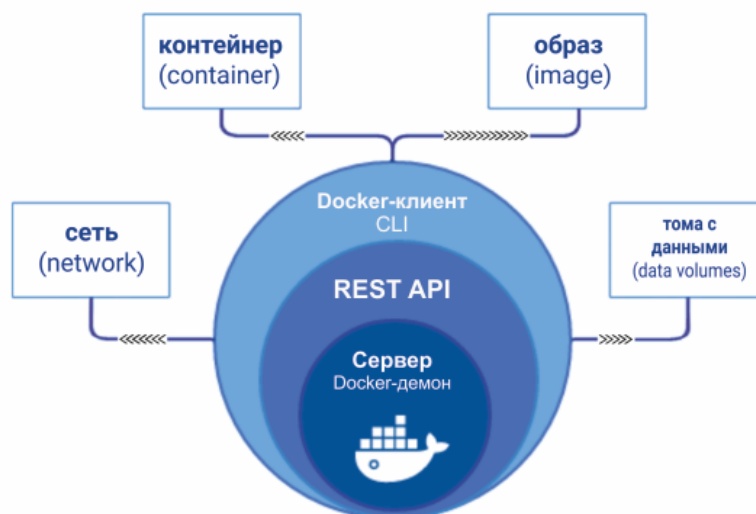 контейнер
(container)
образ
(image)
сеть
(network)
тома с
данными
(data volumes)
Docker-клиент
CLI
REST API
Сервер
Docker-демон